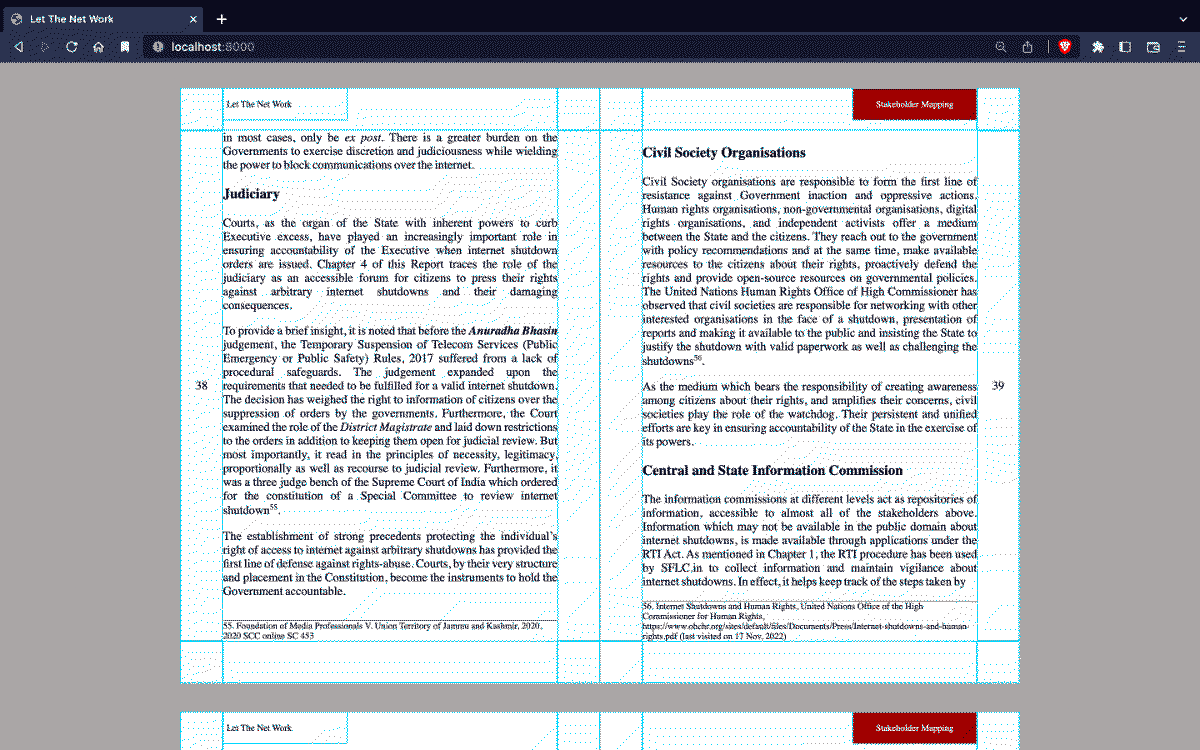 Let The Net Work
localhost:8000
Let The Net Work
in most cases, only be ex post. There is a greater burden on the
Governments to exercise discretion and judiciousness while wielding
the power to block communications over the internet.
Judiciary
Courts, as the organ of the State with inherent powers to curb
Executive excess, have played an increasingly important role in
ensuring accountability of the Executive when internet shutdown
orders are issued. Chapter 4 of this Report traces the role of the
judiciary as an accessible forum for citizens to press their rights
against arbitrary internet shutdowns and their damaging
consequences.
To provide a brief insight, it is noted that before the Anuradha Bhasin
judgement, the Temporary Suspension of Telecom Services (Public
Emergency or Public Safety) Rules, 2017 suffered from a lack of
procedural safeguards. The judgement expanded upon the
requirements that needed to be fulfilled for a valid internet shutdown.
The decision has weighed the right to information of citizens over the
suppression of orders by the governments. Furthermore, the Court
examined the role of the District Magistrate and laid down restrictions
to the orders in addition to keeping them open for judicial review. But
most importantly, it read in the principles of necessity, legitimacy,
proportionally as well as recourse to judicial review. Furthermore, it
was a three judge bench of the Supreme Court of India which ordered
for the constitution of a Special Committee to review internet
shutdown55.
The establishment of strong precedents protecting the individual's
right of access to internet against arbitrary shutdowns has provided the
first line of defense against rights-abuse. Courts, by their very structure
and placement in the Constitution, become the instruments to hold the
Government accountable.
55. Foundation of Media Professionals V. Union Territory of Jammu and Kashmir, 2020,
2020 SCC online SC 453
38
Stakeholder Mapping
Civil Society Organisations
Civil Society organisations are responsible to form the first line of
resistance against Government inaction and oppressive actions.
Human rights organisations, non-governmental organisations, digital
rights organisations, and independent activists offer a medium
between the State and the citizens. They reach out to the government
with policy recommendations and at the same time, make available
resources to the citizens about their rights, proactively defend the
rights and provide open-source resources on governmental policies.
The United Nations Human Rights Office of High Commissioner has
observed that civil societies are responsible for networking with other
interested organisations in the face of a shutdown, presentation of
reports and making it available to the public and insisting the State to
justify the shutdown with valid paperwork as well as challenging the
shutdowns56.
As the medium which bears the responsibility of creating awareness
among citizens about their rights, and amplifies their concerns, civil
societies play the role of the watchdog. Their persistent and unified
efforts are key in ensuring accountability of the State in the exercise of
its powers.
Central and State Information Commission
The information commissions at different levels act as repositories of
information, accessible to almost all of the stakeholders above.
Information which may not be available in the public domain about
internet shutdowns, is made available through applications under the
RTI Act. As mentioned in Chapter 1, the RTI procedure has been used
by SFLC.in to collect information and maintain vigilance about
internet shutdowns. In effect, it helps keep track of the steps taken by
56. Internet Shutdowns and Human Rights, United Nations Office of the High
Commissioner for Human Rights,
https://www.ohchr.org/sites/default/files/Documents/Press/Internet-shutdowns-and-human-
rights.pdf (last visited on 17 Nov, 2022)
39
Let The Net Work
Stakeholder Mapping